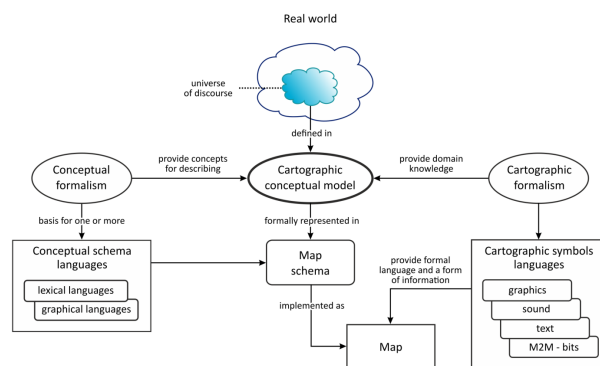 Real world
universe
of discourse
defined in
Conceptual
formalism
provide concepts
for describing
Cartographic
conceptual model
provide domain
knowledge
Cartographic
formalism
basis for one or more
formally represented in
Conceptual schema
languages
lexical languages
graphical languages
Map
schema
provide formal
language and a form
of information
Cartographic symbols
languages
graphics
sound
text
M2M - bits
implemented as
Map